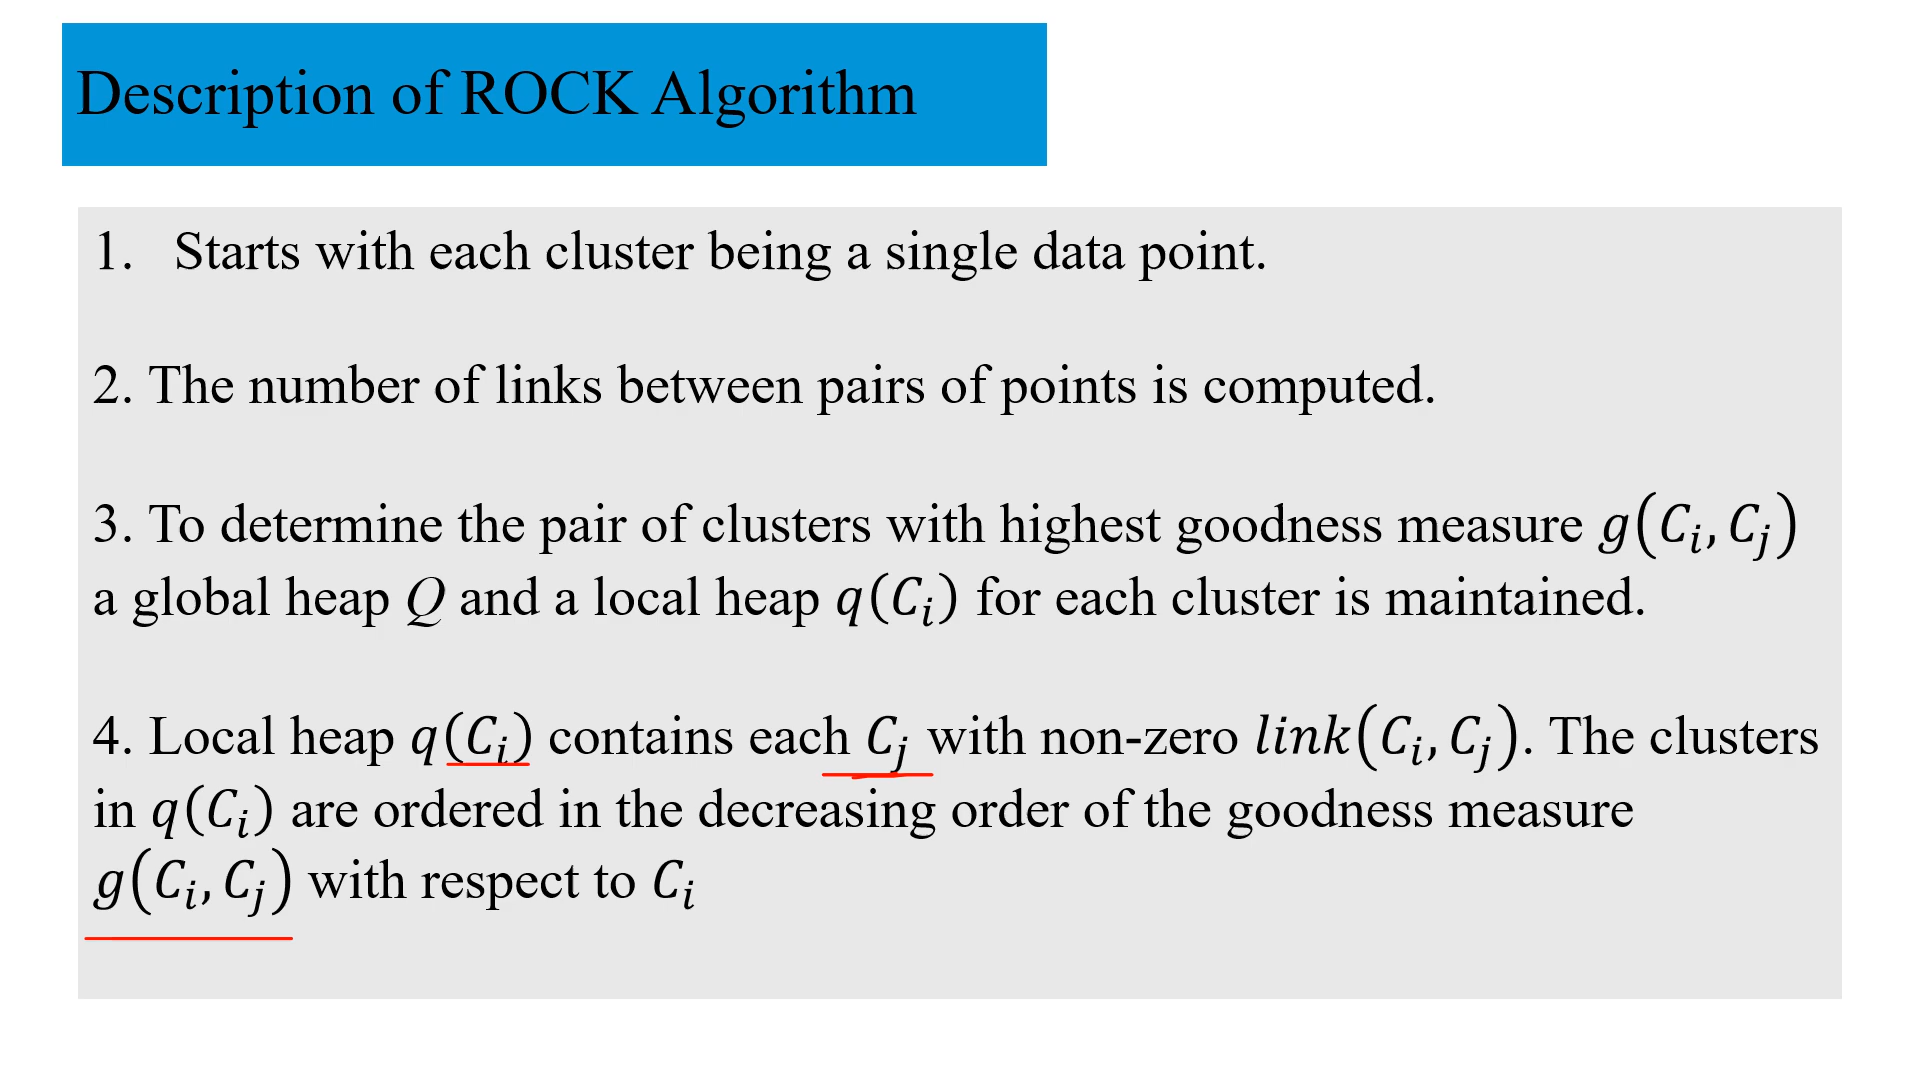 Description of ROCK Algorithm
1. Starts with each cluster being a single data point.
2. The number of links between pairs of points is computed.
3. To determine the pair of clusters with highest goodness measure g(C_i, C_j)
a global heap Q and a local heap q(C_i) for each cluster is maintained.
4. Local heap q(C_i) contains each C_j with non-zero link(C_i, C_j). The clusters
in q(C_i) are ordered in the decreasing order of the goodness measure
g(C_i, C_j) with respect to C_i